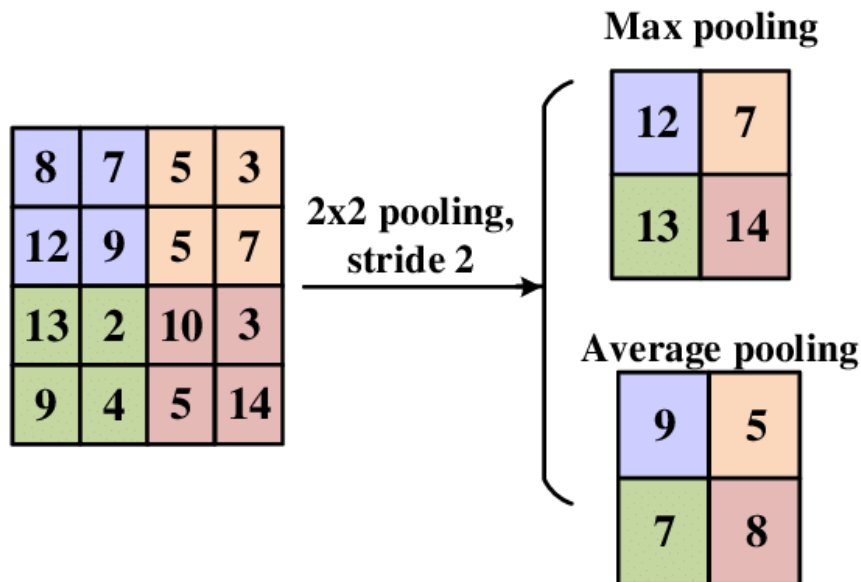 Max pooling
12 7
13 14
8 7 5 3
12 9 5 7
13 2 10 3
9 4 5 14
2x2 pooling,
stride 2
Average pooling
9 5
7 8